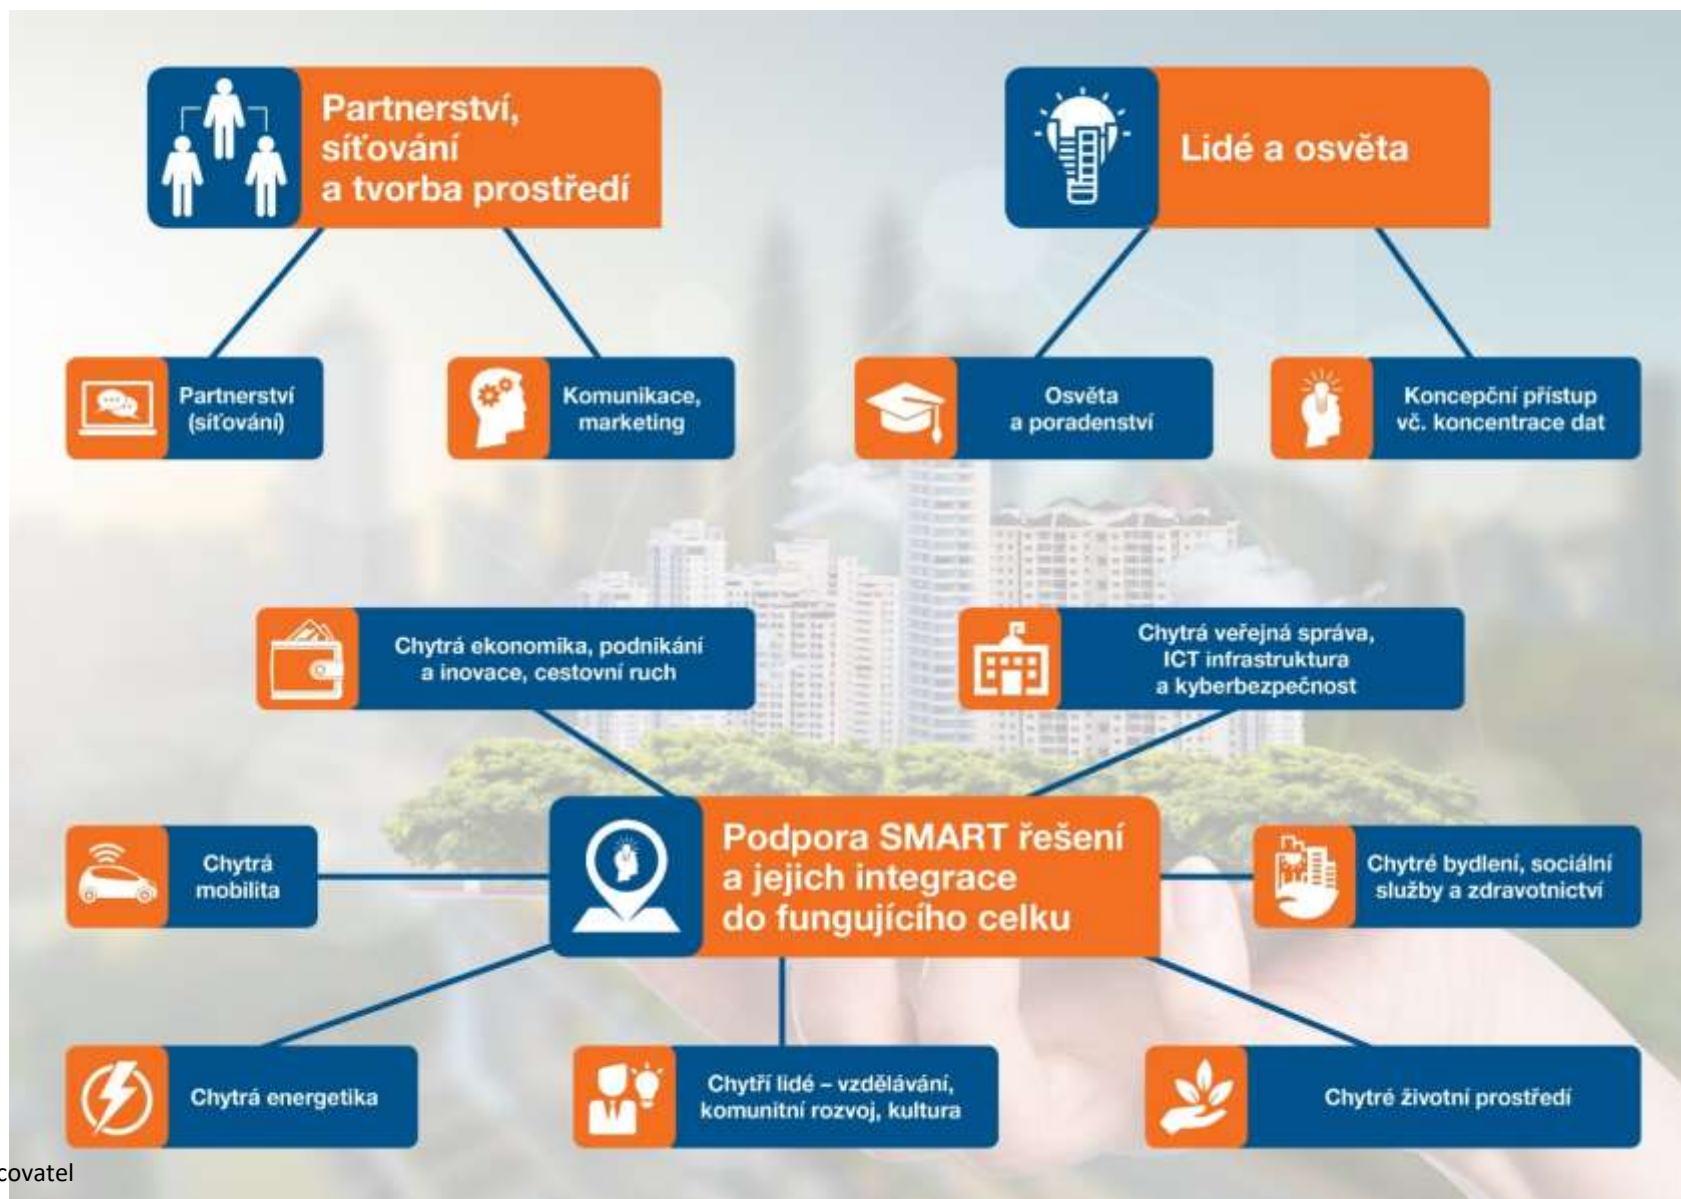 Partnerství,
síťování
a tvorba prostředí
Lidé a osvěta
Partnerství
(síťování)
Komunikace,
marketing
Osvěta
a poradenství
Koncepční přístup
vč. koncentrace dat
Chytrá ekonomika, podnikání
a inovace, cestovní ruch
Chytrá veřejná správa,
ICT infrastruktura
a kyberbezpečnost
Chytrá
mobilita
Podpora SMART řešení
a jejich integrace
do fungujícího celku
Chytré bydlení, sociální
služby a zdravotnictví
Chytrá energetika
Chytří lidé – vzdělávání,
komunitní rozvoj, kultura
Chytré životní prostředí
covatel